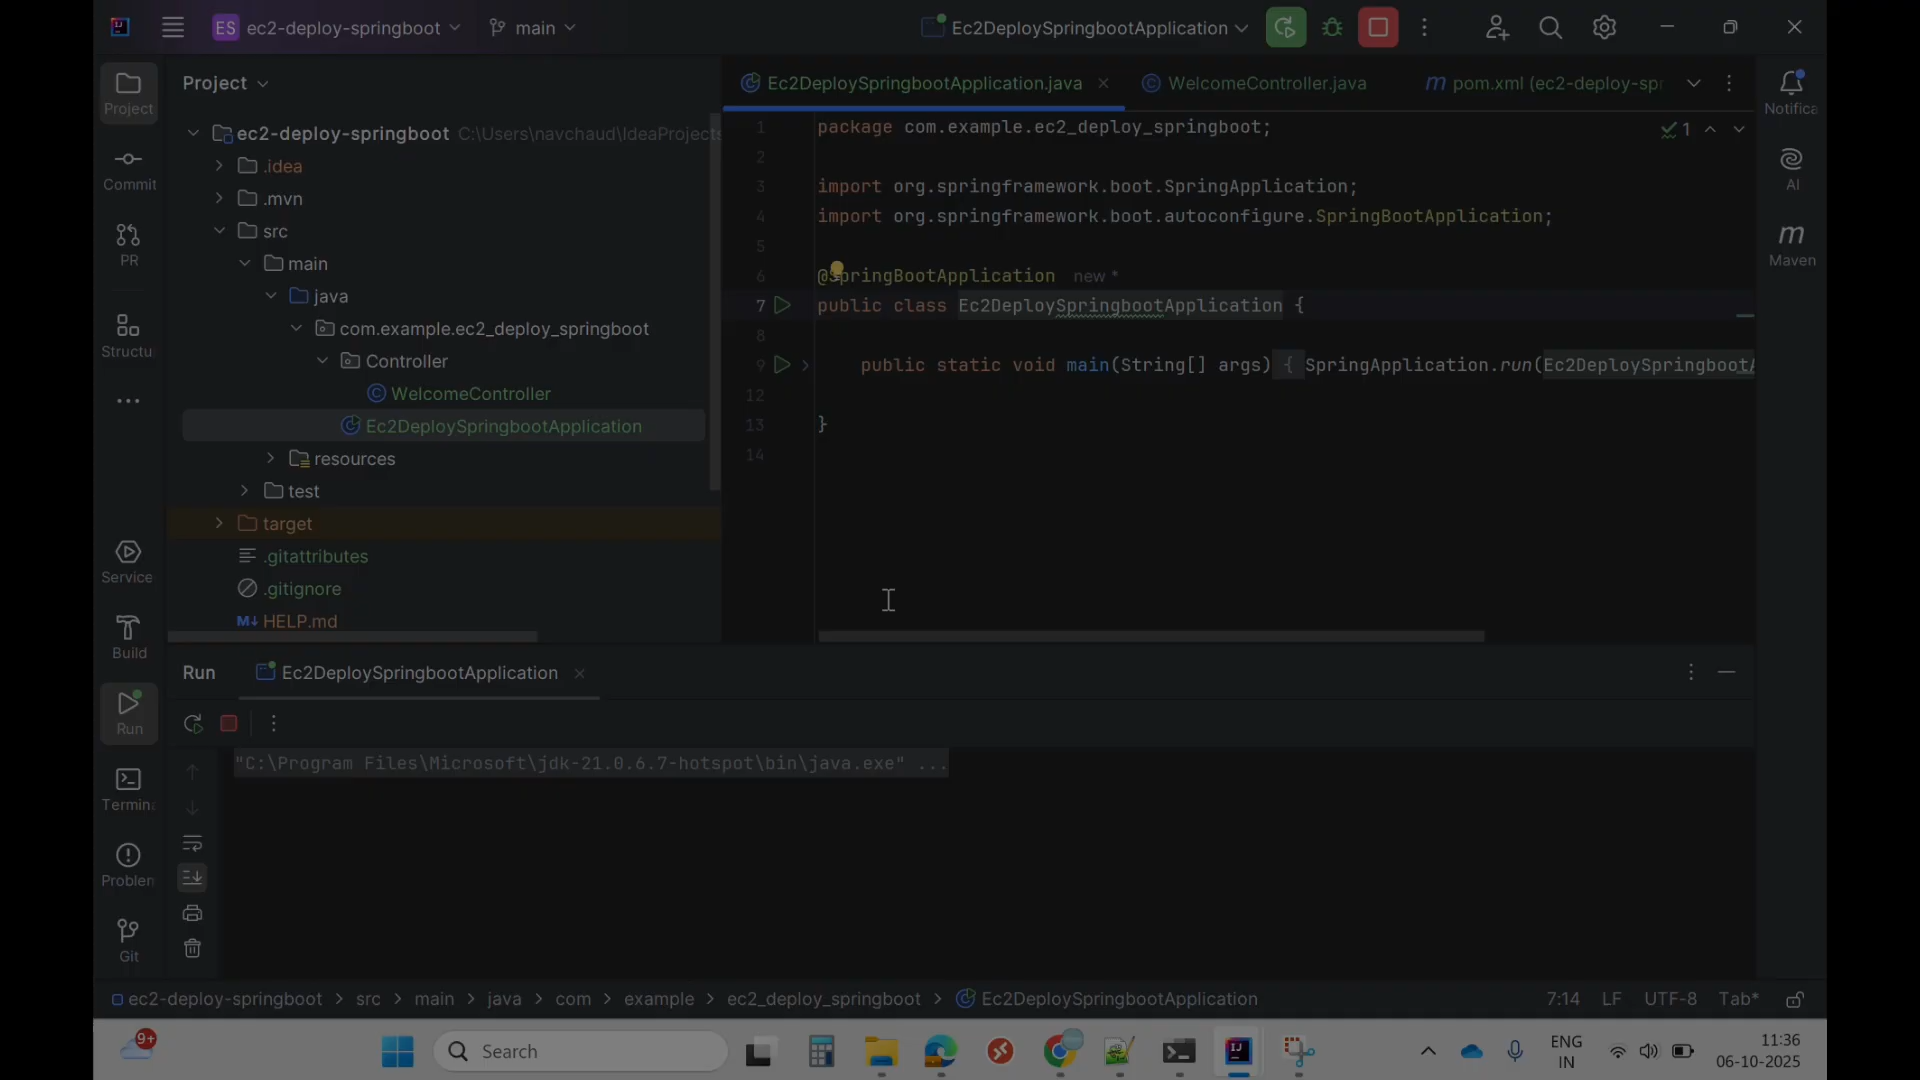 ES ec2-deploy-springboot
main
Ec2DeploySpringbootApplication
Project
Commit
PR
Structu
Service
Build
Run
Termin
Problem
Git
Project
ec2-deploy-springboot C:\Users\navchaud\IdeaProjects
.idea
.mvn
src
main
java
com.example.ec2_deploy_springboot
Controller
WelcomeController
Ec2DeploySpringbootApplication
resources
test
target
.gitattributes
.gitignore
M↓ HELP.md
Ec2DeploySpringbootApplication.java
WelcomeController.java
m pom.xml (ec2-deploy-spr
1
1 package com.example.ec2_deploy_springboot;
2
3 import org.springframework.boot.SpringApplication;
4 import org.springframework.boot.autoconfigure.SpringBootApplication;
5
6 @SpringBootApplication new *
7 public class Ec2DeploySpringbootApplication {
8
9 public static void main(String[] args) { SpringApplication.run(Ec2DeploySpringbootA
12
13 }
14
Notifica
AI
m
Maven
Run
Ec2DeploySpringbootApplication
"C:\Program Files\Microsoft\jdk-21.0.6.7-hotspot\bin\java.exe" ...
ec2-deploy-springboot > src > main > java > com > example > ec2_deploy_springboot > Ec2DeploySpringbootApplication
7:14 LF UTF-8 Tab*
9+
Search
ENG
IN
11:36
06-10-2025